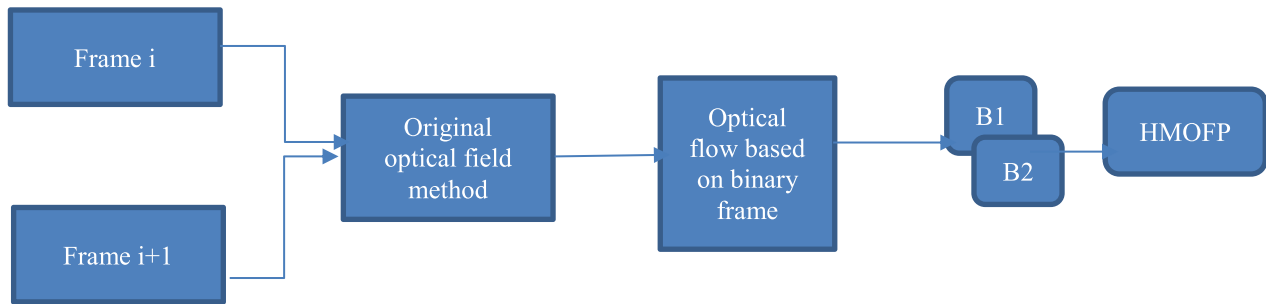 Frame i
Frame i+1
Original
optical field
method
Optical
flow based
on binary
frame
B1
B2
HMOFP